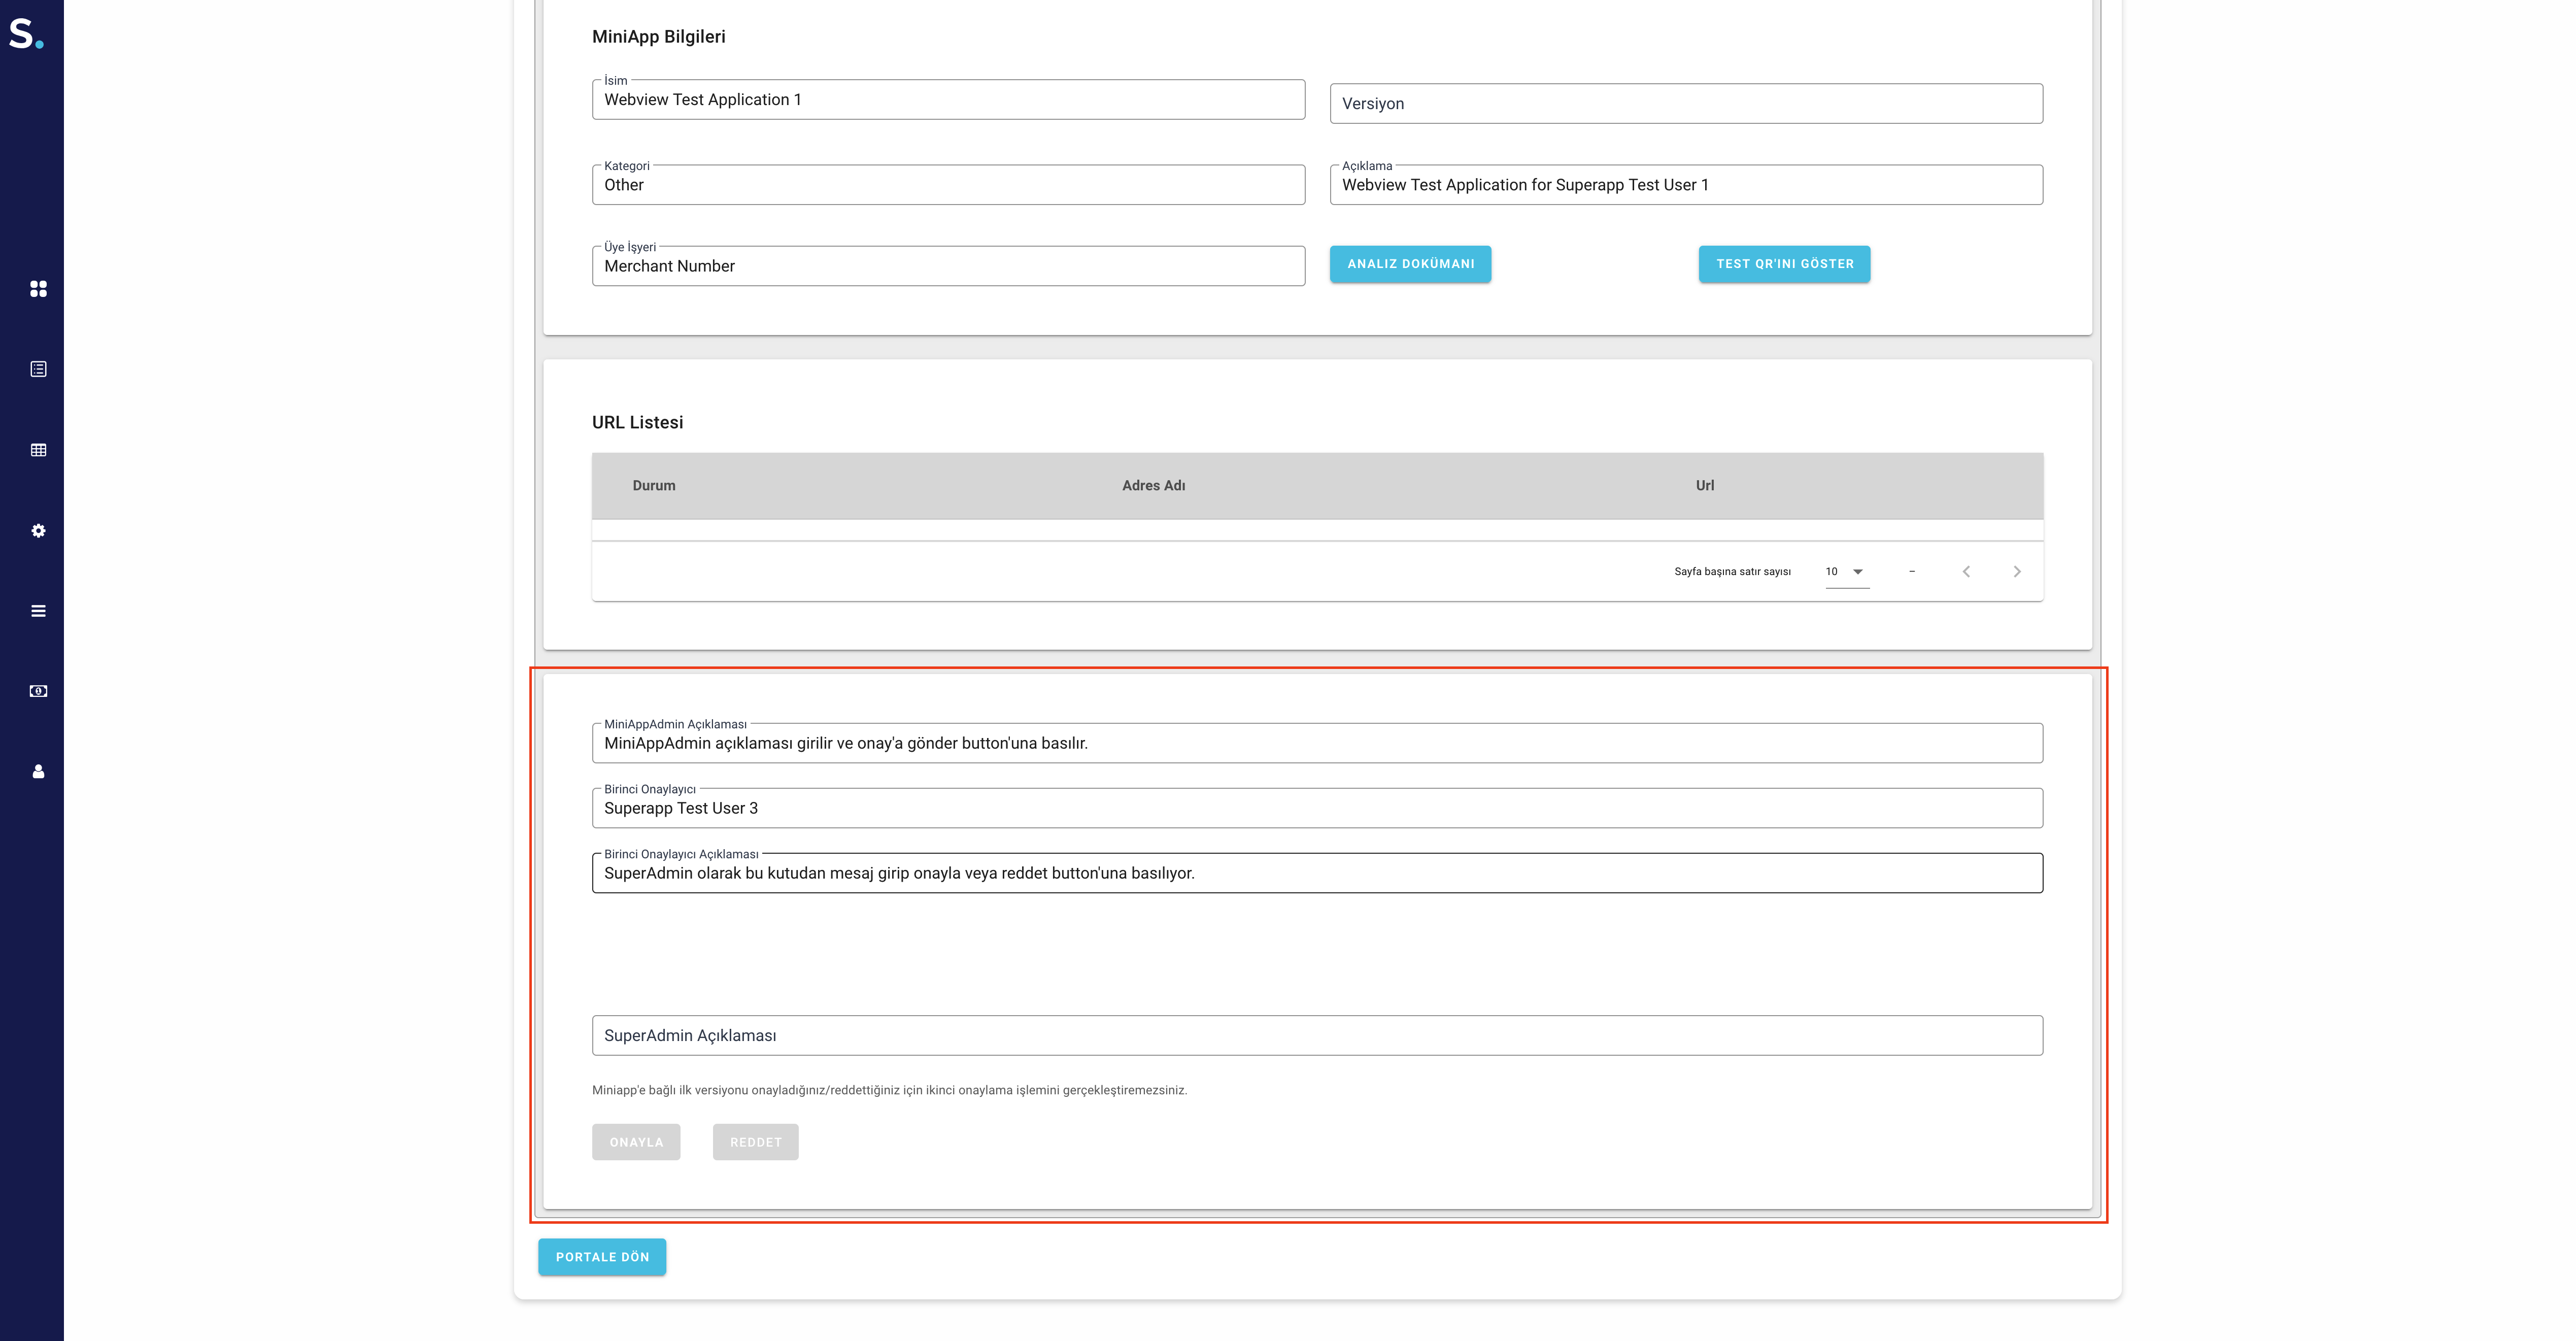 S.
MiniApp Bilgileri
İsim
Webview Test Application 1
Versiyon
Kategori
Other
Açıklama
Webview Test Application for Superapp Test User 1
Üye İşyeri
Merchant Number
ANALIZ DOKÜMANI
TEST QR'INI GÖSTER
URL Listesi
Durum Adres Adı Url
Sayfa başına satır sayısı 10 –
MiniAppAdmin Açıklaması
MiniAppAdmin açıklaması girilir ve onay'a gönder button'una basılır.
Birinci Onaylayıcı
Superapp Test User 3
Birinci Onaylayıcı Açıklaması
SuperAdmin olarak bu kutudan mesaj girip onayla veya reddet button'una basılıyor.
SuperAdmin Açıklaması
Miniapp'e bağlı ilk versiyonu onayladığınız/reddettiğiniz için ikinci onaylama işlemini gerçekleştiremezsiniz.
ONAYLA REDDET
PORTALE DÖN